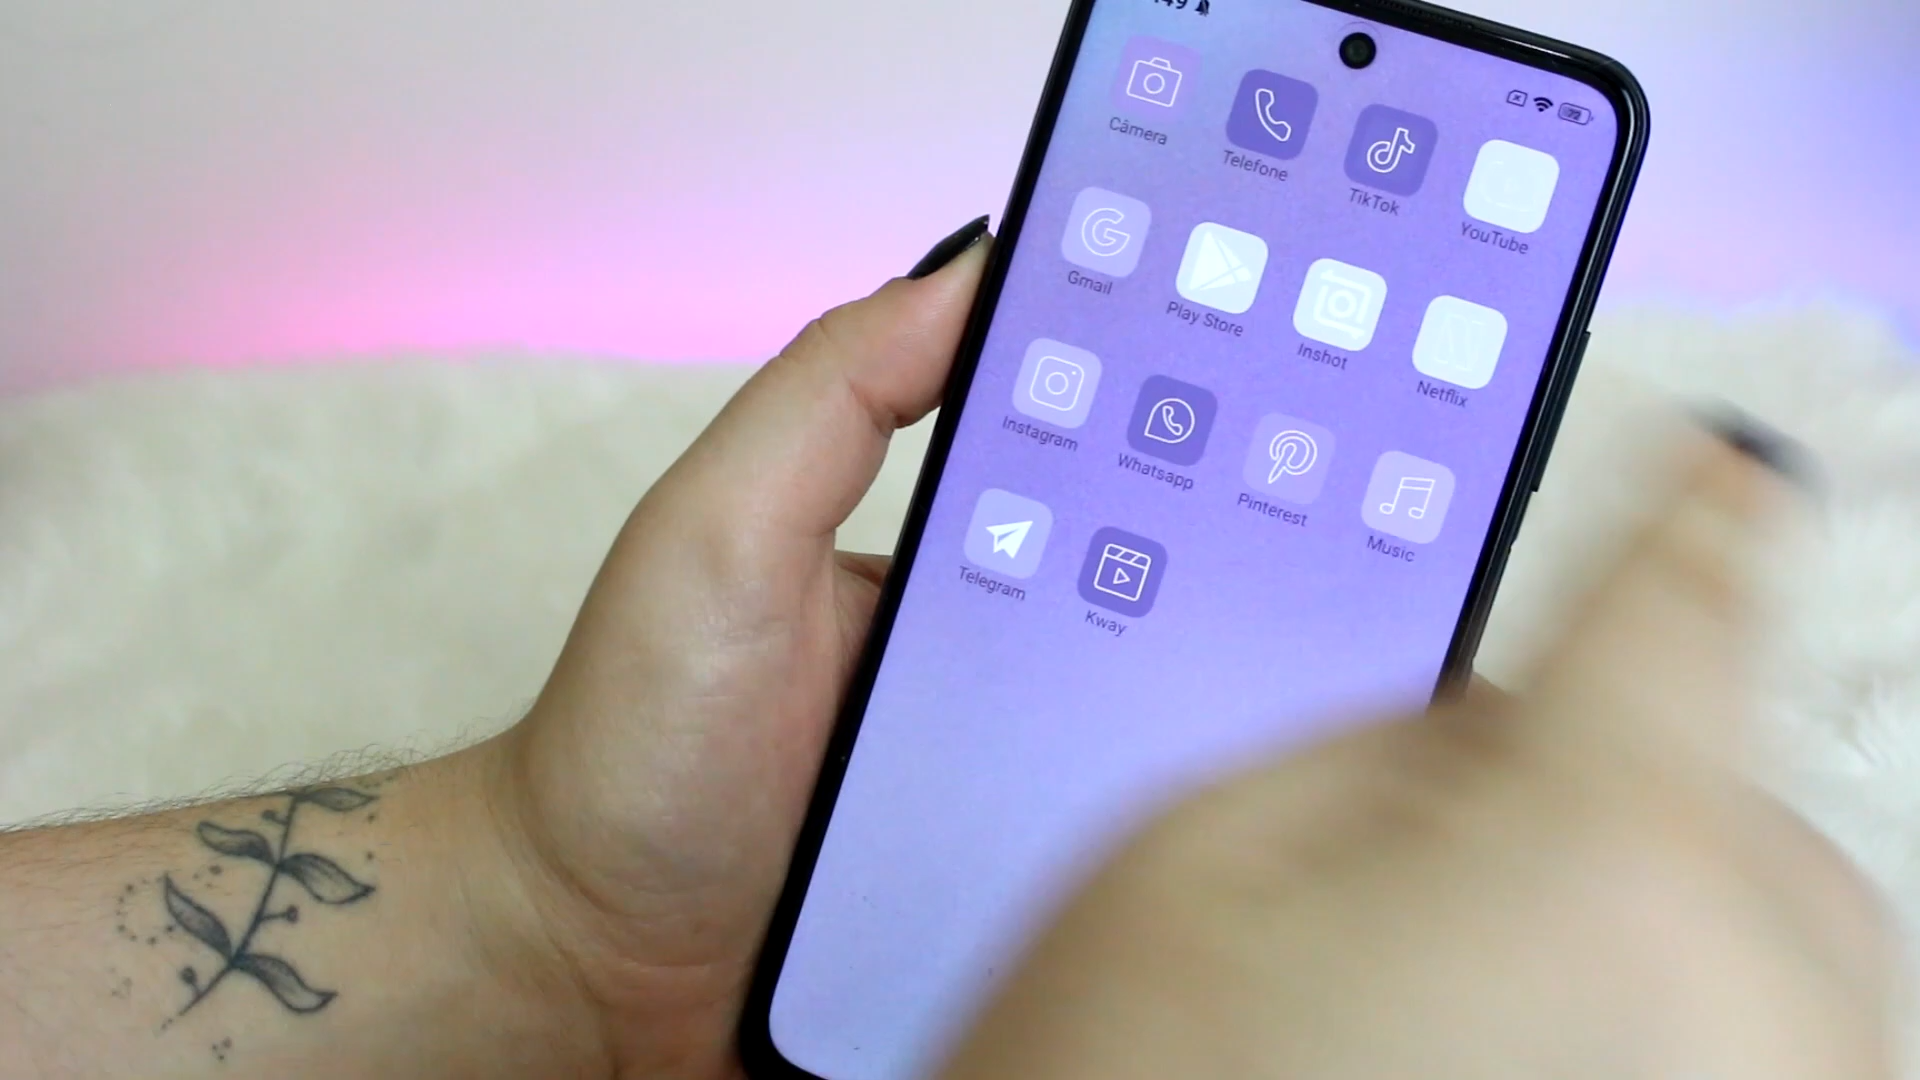 Câmera
Telefone
TikTok
YouTube
Gmail
Play Store
Inshot
Netflix
Instagram
Whatsapp
Pinterest
Music
Telegram
Kway